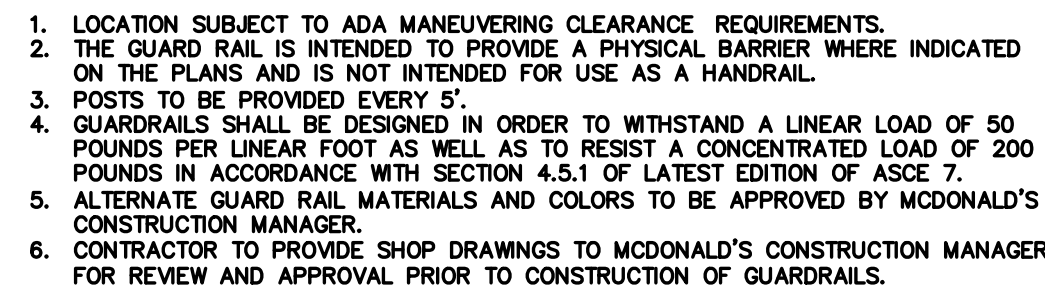 1. LOCATION SUBJECT TO ADA MANEUVERING CLEARANCE REQUIREMENTS.
2. THE GUARD RAIL IS INTENDED TO PROVIDE A PHYSICAL BARRIER WHERE INDICATED
ON THE PLANS AND IS NOT INTENDED FOR USE AS A HANDRAIL.
3. POSTS TO BE PROVIDED EVERY 5'.
4. GUARDRAILS SHALL BE DESIGNED IN ORDER TO WITHSTAND A LINEAR LOAD OF 50
POUNDS PER LINEAR FOOT AS WELL AS TO RESIST A CONCENTRATED LOAD OF 200
POUNDS IN ACCORDANCE WITH SECTION 4.5.1 OF LATEST EDITION OF ASCE 7.
5. ALTERNATE GUARD RAIL MATERIALS AND COLORS TO BE APPROVED BY MCDONALD'S
CONSTRUCTION MANAGER.
6. CONTRACTOR TO PROVIDE SHOP DRAWINGS TO MCDONALD'S CONSTRUCTION MANAGER
FOR REVIEW AND APPROVAL PRIOR TO CONSTRUCTION OF GUARDRAILS.